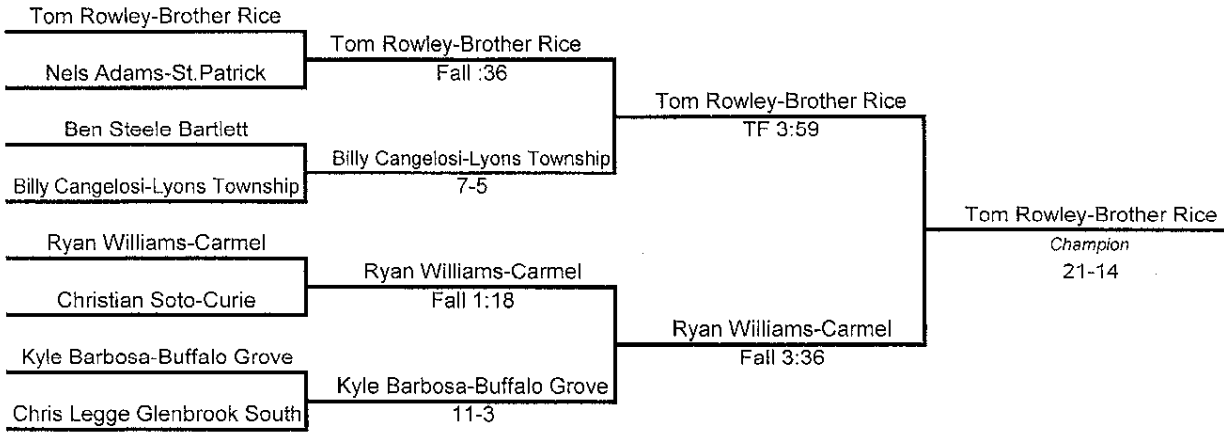 Tom Rowley-Brother Rice
Nels Adams-St.Patrick
Ben Steele Bartlett
Billy Cangelosi-Lyons Township
Ryan Williams-Carmel
Christian Soto-Curie
Kyle Barbosa-Buffalo Grove
Chris Legge Glenbrook South
Tom Rowley-Brother Rice
Fall :36
Billy Cangelosi-Lyons Township
7-5
Ryan Williams-Carmel
Fall 1:18
Kyle Barbosa-Buffalo Grove
11-3
Tom Rowley-Brother Rice
TF 3:59
Ryan Williams-Carmel
Fall 3:36
Tom Rowley-Brother Rice
Champion
21-14